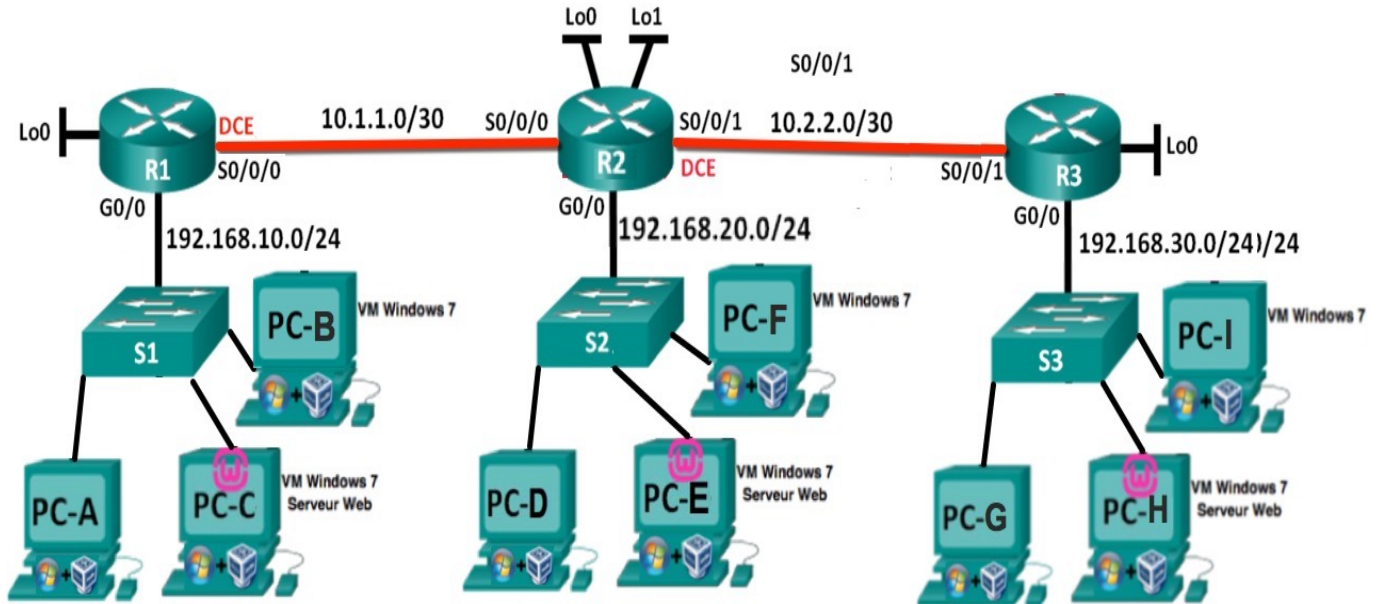 Lo0 Lo1
S0/0/1
Lo0
DCE
10.1.1.0/30
S0/0/0
S0/0/1
10.2.2.0/30
Lo0
R1
S0/0/0
R2
DCE
S0/0/1
R3
G0/0
G0/0
G0/0
192.168.10.0/24
192.168.20.0/24
192.168.30.0/24)/24
PC-B
VM Windows 7
PC-F
VM Windows 7
PC-I
VM Windows 7
S1
S2
S3
PC-A
PC-C
VM Windows 7
Serveur Web
PC-D
PC-E
VM Windows 7
Serveur Web
PC-G
PC-H
VM Windows 7
Serveur Web